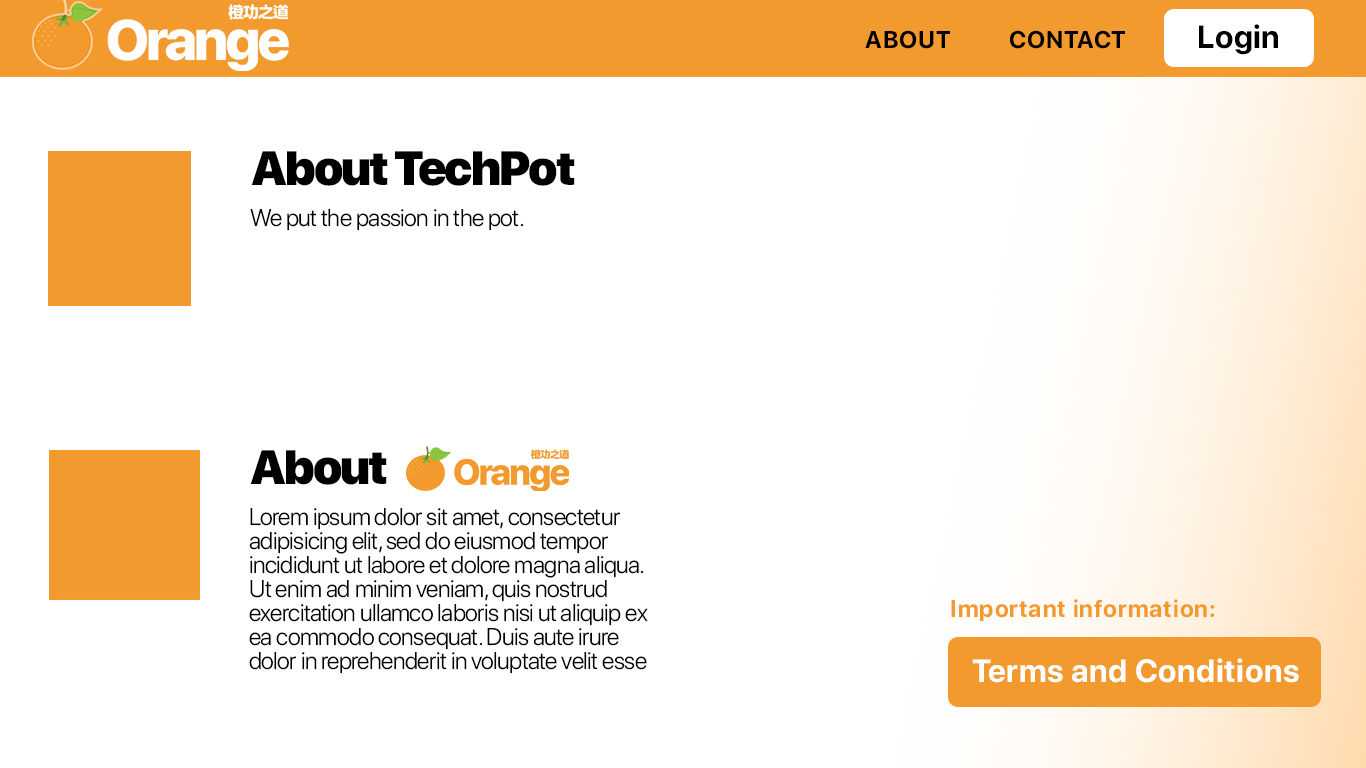 橙功之道
Orange
ABOUT
CONTACT
Login
About TechPot
We put the passion in the pot.
About
橙功之道
Orange
Lorem ipsum dolor sit amet, consectetur
adipisicing elit, sed do eiusmod tempor
incididunt ut labore et dolore magna aliqua.
Ut enim ad minim veniam, quis nostrud
exercitation ullamco laboris nisi ut aliquip ex
ea commodo consequat. Duis aute irure
dolor in reprehenderit in voluptate velit esse
Important information:
Terms and Conditions